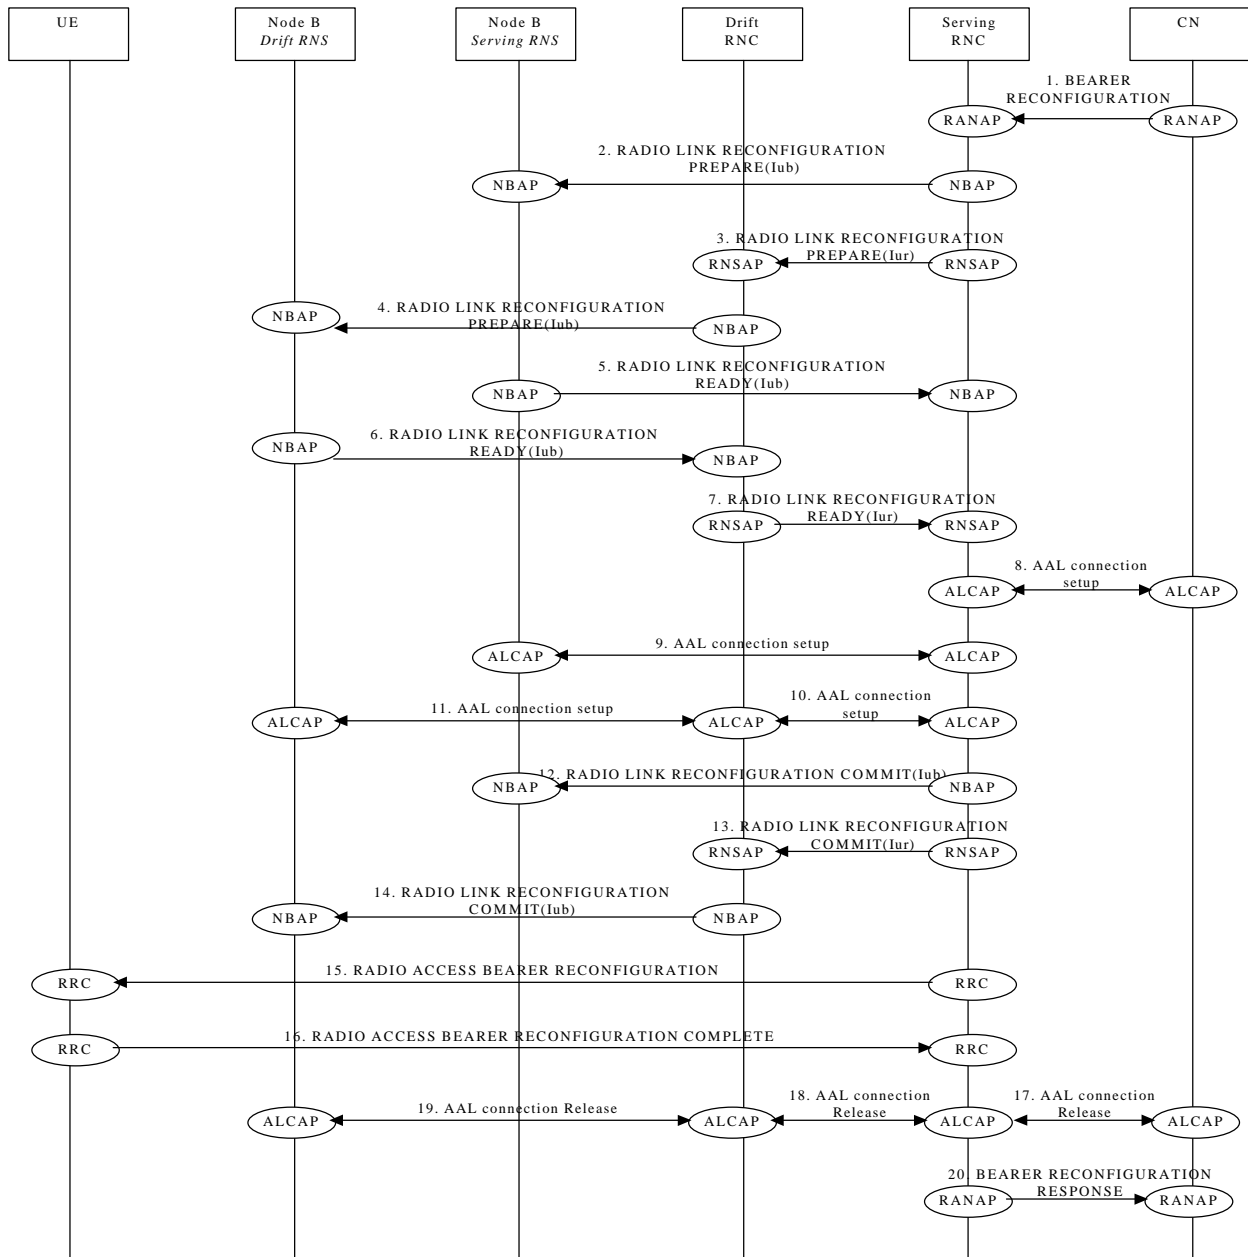 UE
Node B
Drift RNS
Node B
Serving RNS
Drift
RNC
Serving
RNC
CN
1. BEARER
RECONFIGURATION
RANAP
RANAP
2. RADIO LINK RECONFIGURATION
PREPARE(Iub)
NBAP
NBAP
3. RADIO LINK RECONFIGURATION
PREPARE(Iur)
RNSAP
RNSAP
4. RADIO LINK RECONFIGURATION
PREPARE(Iub)
NBAP
NBAP
5. RADIO LINK RECONFIGURATION
READY(Iub)
NBAP
NBAP
6. RADIO LINK RECONFIGURATION
READY(Iub)
NBAP
NBAP
7. RADIO LINK RECONFIGURATION
READY(Iur)
RNSAP
RNSAP
8. AAL connection
setup
ALCAP
ALCAP
9. AAL connection setup
ALCAP
ALCAP
10. AAL connection
setup
11. AAL connection setup
ALCAP
ALCAP
ALCAP
12. RADIO LINK RECONFIGURATION COMMIT(Iub)
NBAP
NBAP
13. RADIO LINK RECONFIGURATION
COMMIT(Iur)
RNSAP
RNSAP
14. RADIO LINK RECONFIGURATION
COMMIT(Iub)
NBAP
NBAP
15. RADIO ACCESS BEARER RECONFIGURATION
RRC
RRC
16. RADIO ACCESS BEARER RECONFIGURATION COMPLETE
RRC
RRC
19. AAL connection Release
18. AAL connection
Release
17. AAL connection
Release
ALCAP
ALCAP
ALCAP
ALCAP
20. BEARER RECONFIGURATION
RESPONSE
RANAP
RANAP